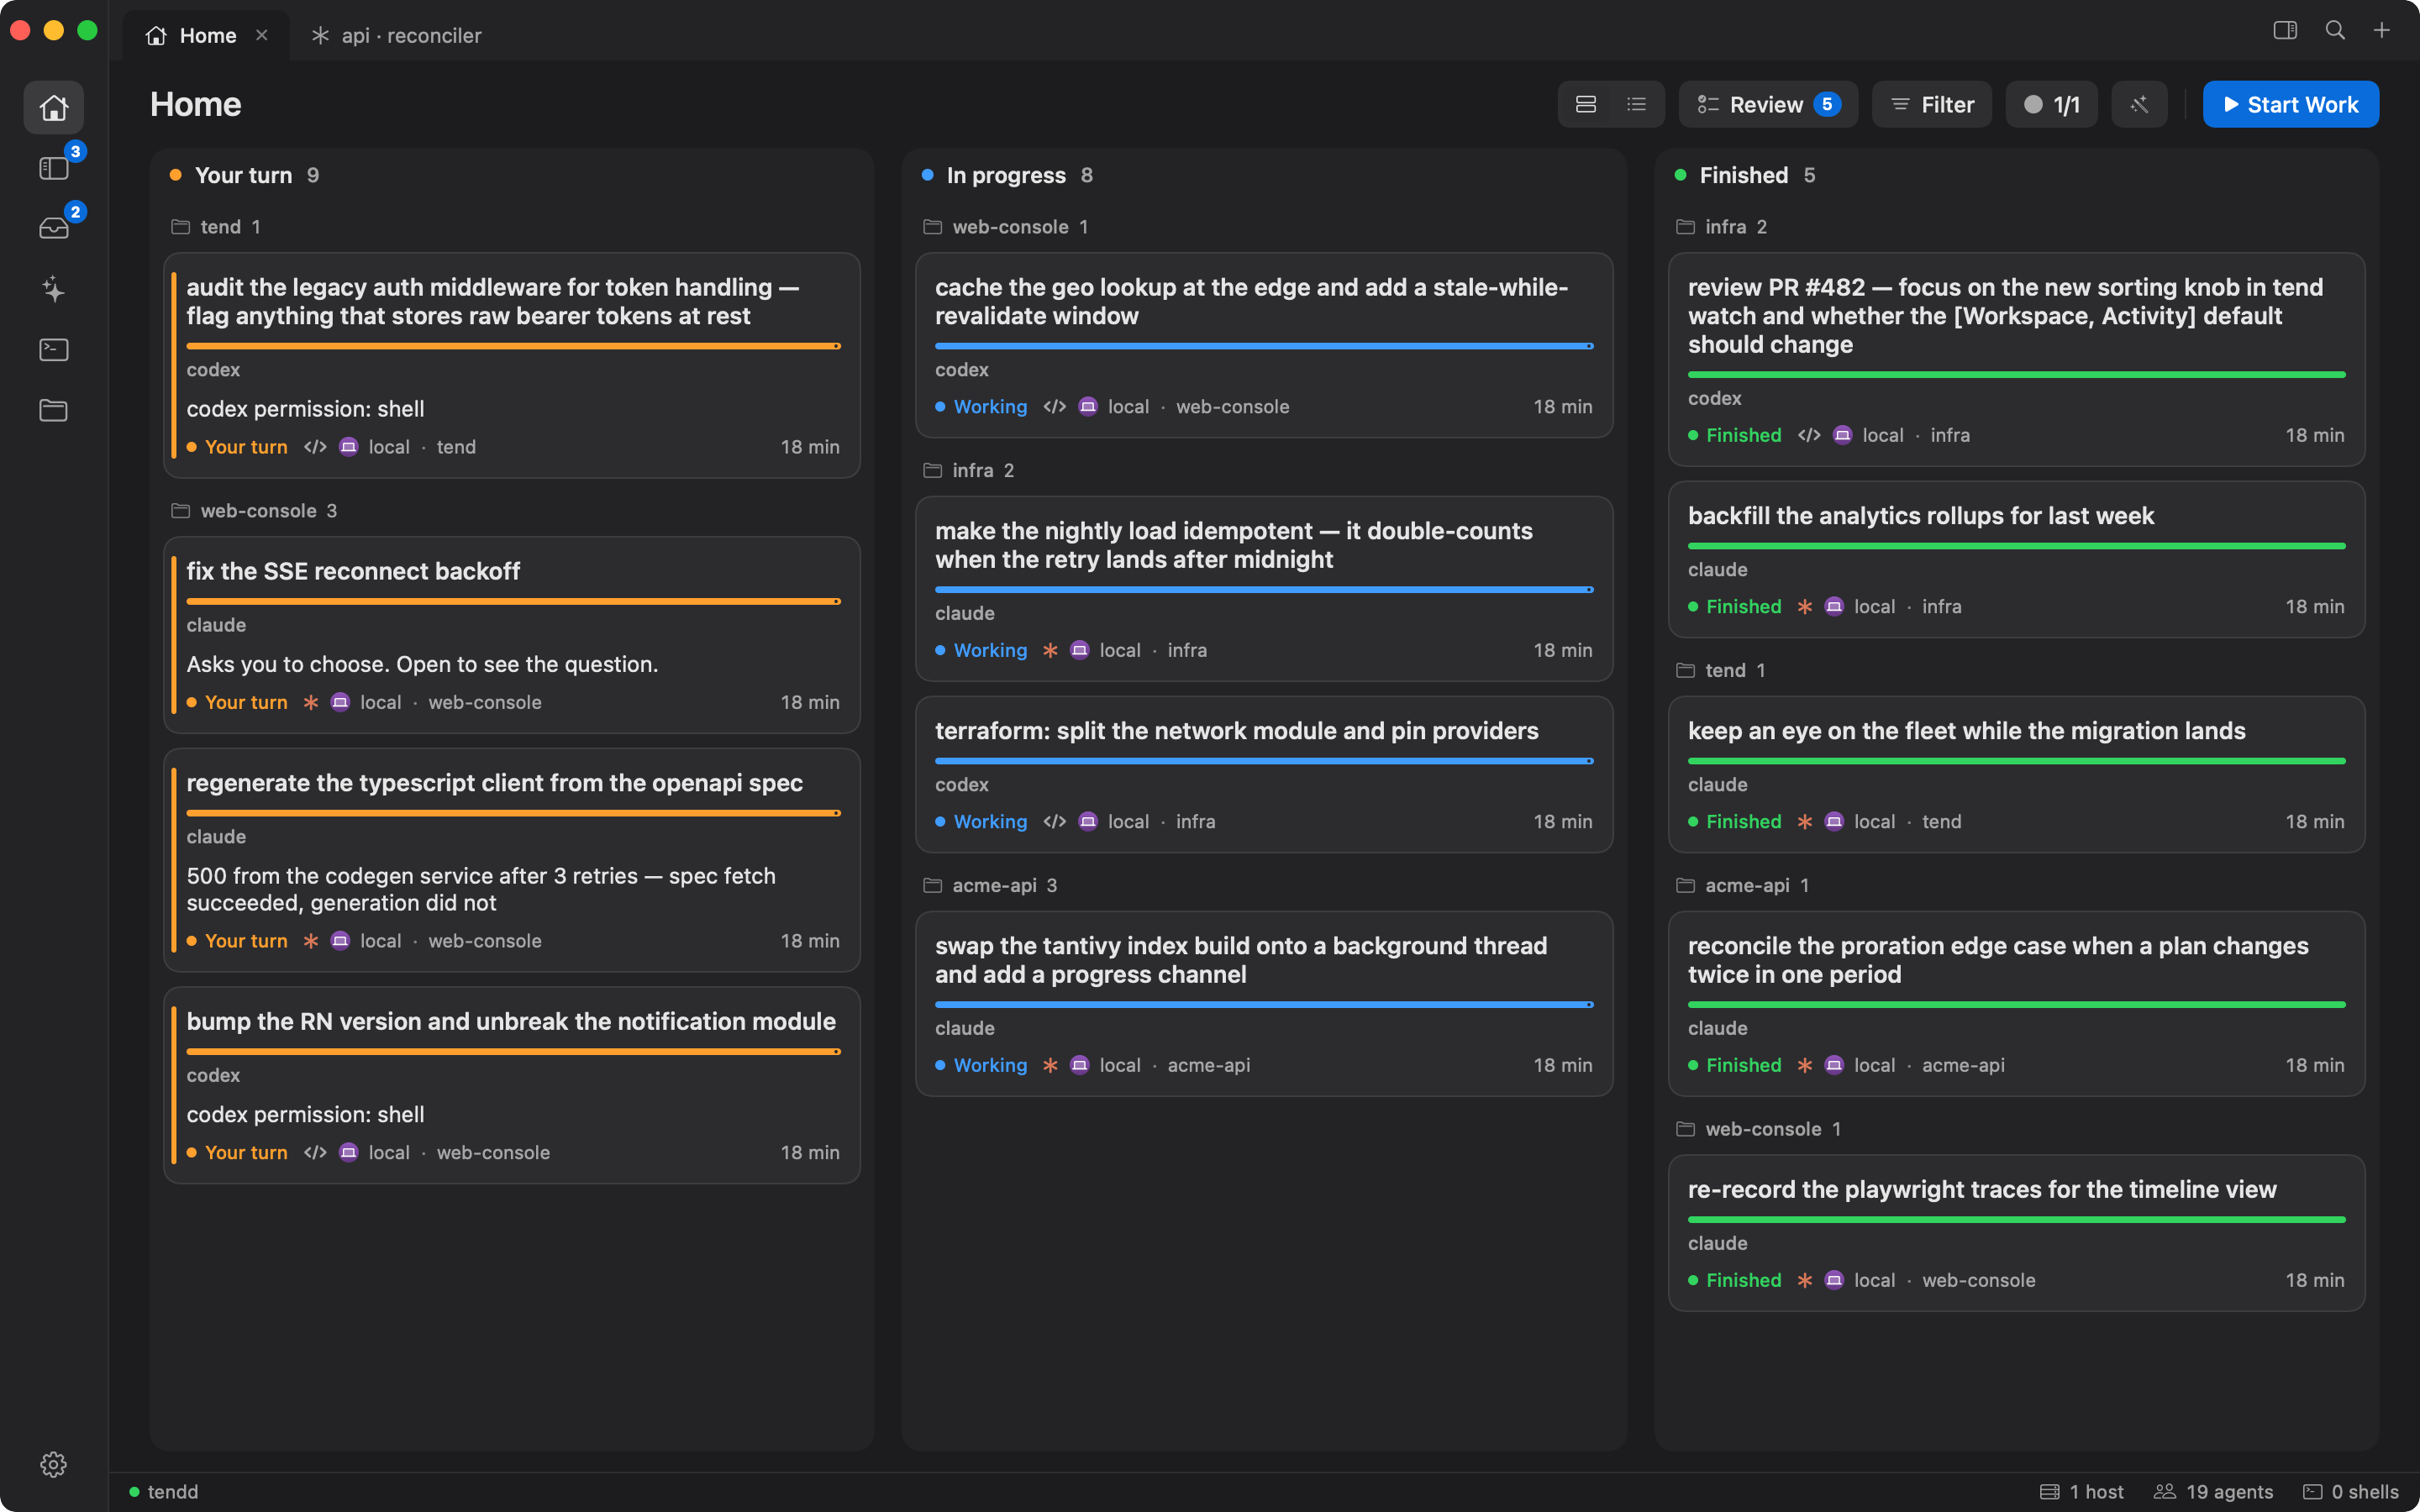 Home
api · reconciler
3
2
Home
Review 5
Filter
1/1
Start Work
Your turn 9
tend 1
audit the legacy auth middleware for token handling —
flag anything that stores raw bearer tokens at rest
codex
codex permission: shell
Your turn </> local · tend 18 min
web-console 3
fix the SSE reconnect backoff
claude
Asks you to choose. Open to see the question.
Your turn local · web-console 18 min
regenerate the typescript client from the openapi spec
claude
500 from the codegen service after 3 retries — spec fetch
succeeded, generation did not
Your turn local · web-console 18 min
bump the RN version and unbreak the notification module
codex
codex permission: shell
Your turn </> local · web-console 18 min
In progress 8
web-console 1
cache the geo lookup at the edge and add a stale-while-
revalidate window
codex
Working </> local · web-console 18 min
infra 2
make the nightly load idempotent — it double-counts
when the retry lands after midnight
claude
Working local · infra 18 min
terraform: split the network module and pin providers
codex
Working </> local · infra 18 min
acme-api 3
swap the tantivy index build onto a background thread
and add a progress channel
claude
Working local · acme-api 18 min
Finished 5
infra 2
review PR #482 — focus on the new sorting knob in tend
watch and whether the [Workspace, Activity] default
should change
codex
Finished </> local · infra 18 min
backfill the analytics rollups for last week
claude
Finished local · infra 18 min
tend 1
keep an eye on the fleet while the migration lands
claude
Finished local · tend 18 min
acme-api 1
reconcile the proration edge case when a plan changes
twice in one period
claude
Finished local · acme-api 18 min
web-console 1
re-record the playwright traces for the timeline view
claude
Finished local · web-console 18 min
tendd
1 host
19 agents
0 shells